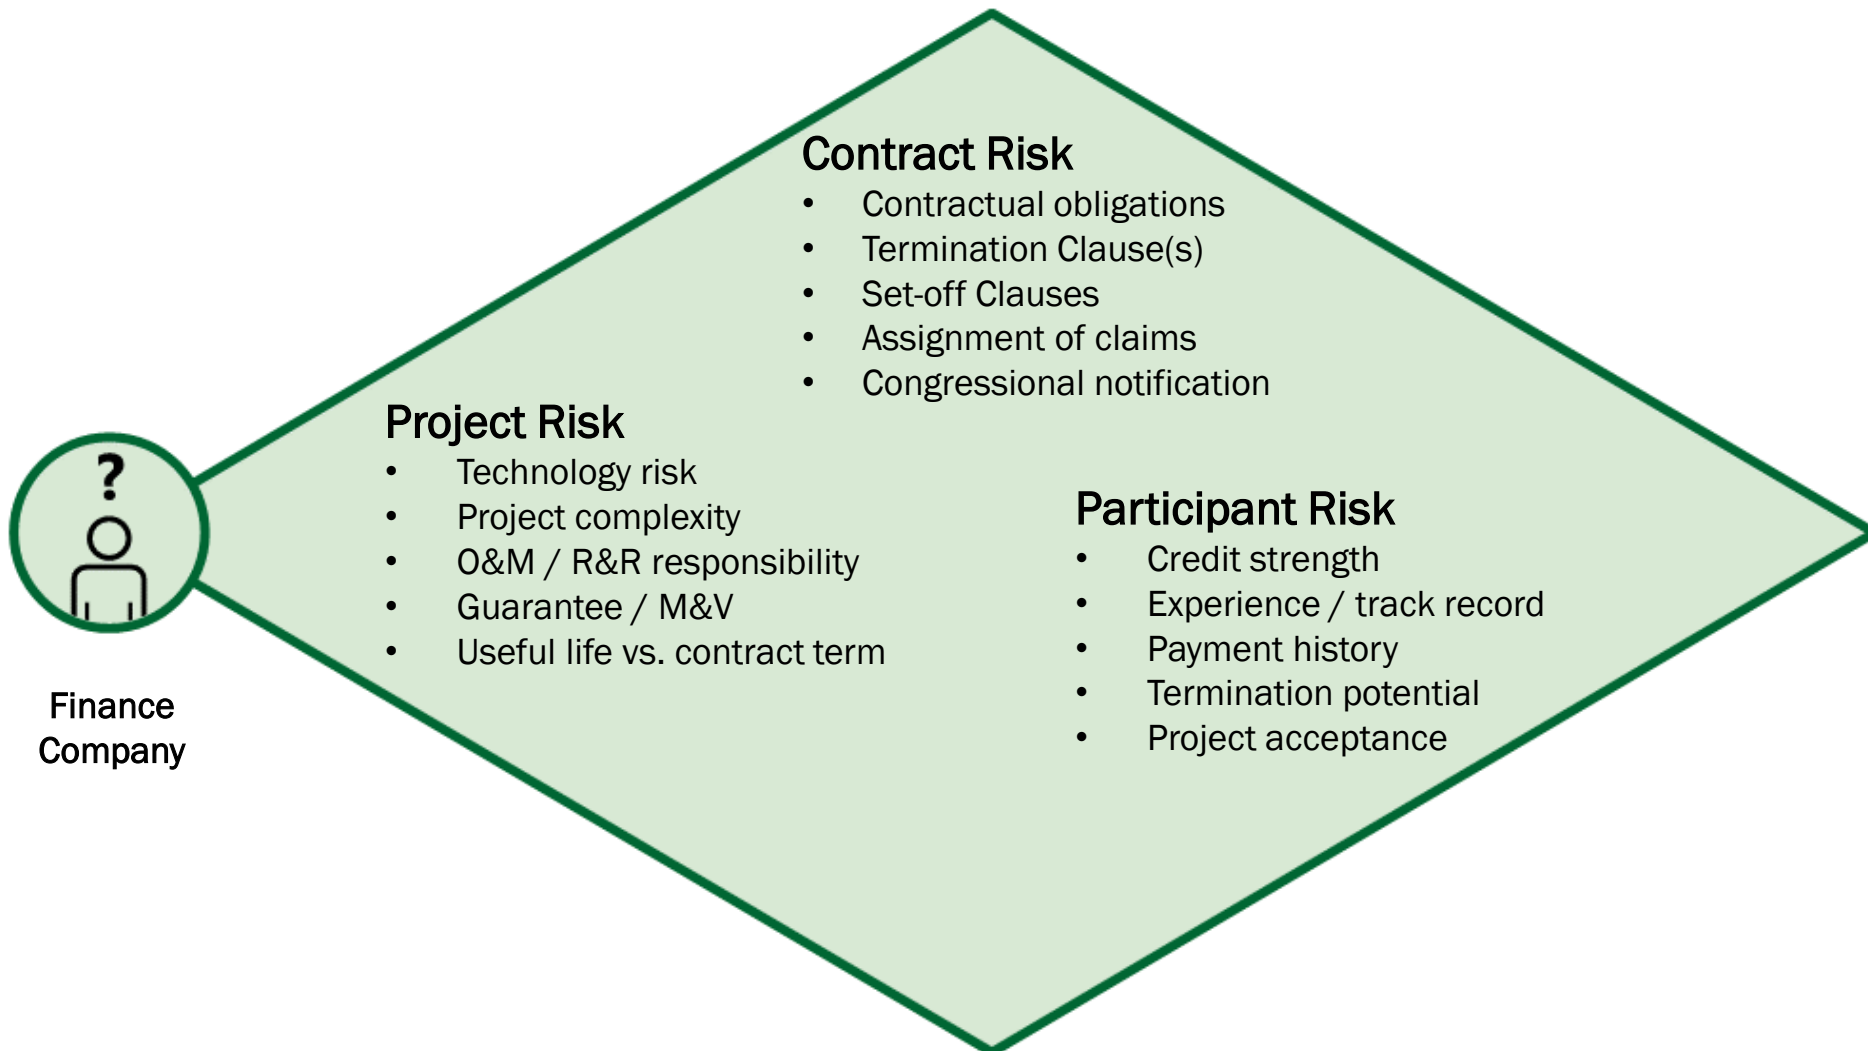 Contract Risk
• Contractual obligations
• Termination Clause(s)
• Set-off Clauses
• Assignment of claims
• Congressional notification
Project Risk
• Technology risk
• Project complexity
• O&M / R&R responsibility
• Guarantee / M&V
• Useful life vs. contract term
Participant Risk
• Credit strength
• Experience / track record
• Payment history
• Termination potential
• Project acceptance
?
Finance
Company